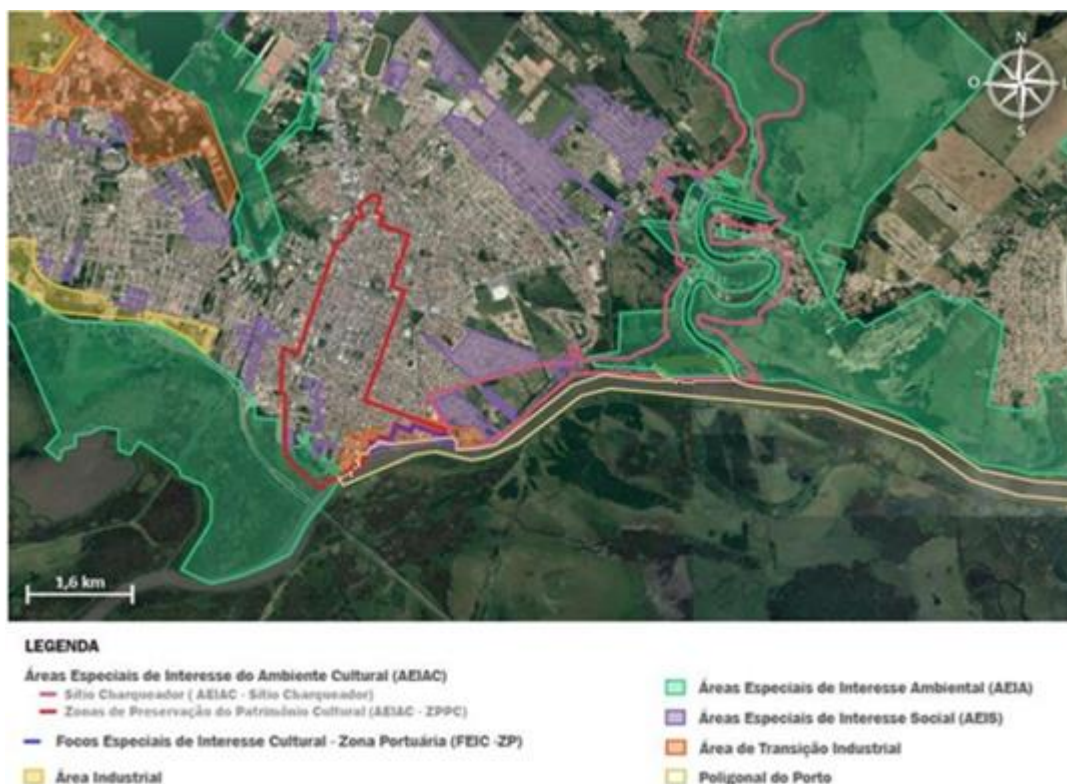 N
O
L
S
1,6 km
LEGENDA
Áreas Especiais de Interesse do Ambiente Cultural (AEIAC)
Sítio Charqueador ( AEIAC - Sítio Charqueador)
Zonas de Preservação do Patrimônio Cultural (AEIAC - ZPPC)
Focos Especiais de Interesse Cultural - Zona Portuária (FEIC -ZP)
Área Industrial
Áreas Especiais de Interesse Ambiental (AEIA)
Áreas Especiais de Interesse Social (AEIS)
Área de Transição Industrial
Poligonal do Porto